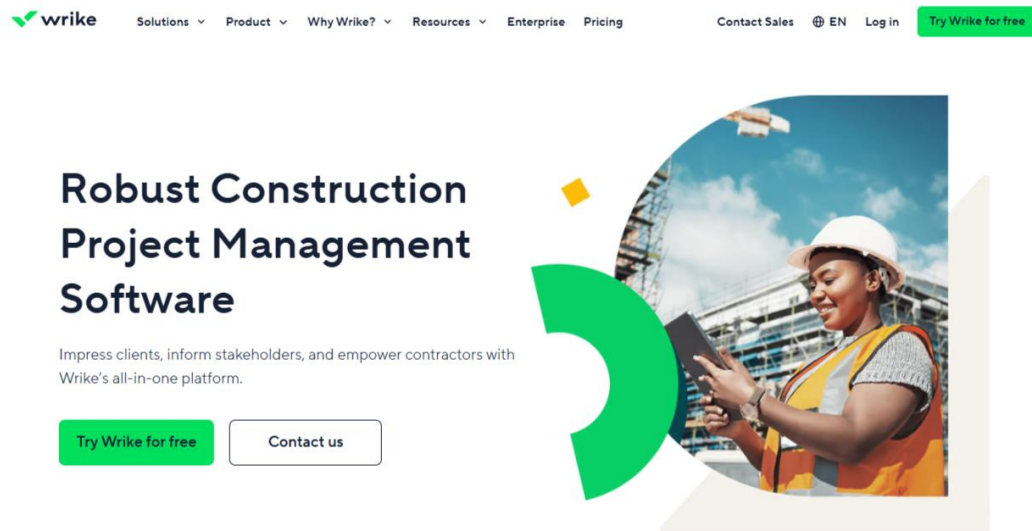 wrike
Solutions
Product
Why Wrike?
Resources
Enterprise
Pricing
Contact Sales
EN
Log in
Try Wrike for free
Robust Construction
Project Management
Software
Impress clients, inform stakeholders, and empower contractors with
Wrike’s all-in-one platform.
Try Wrike for free
Contact us